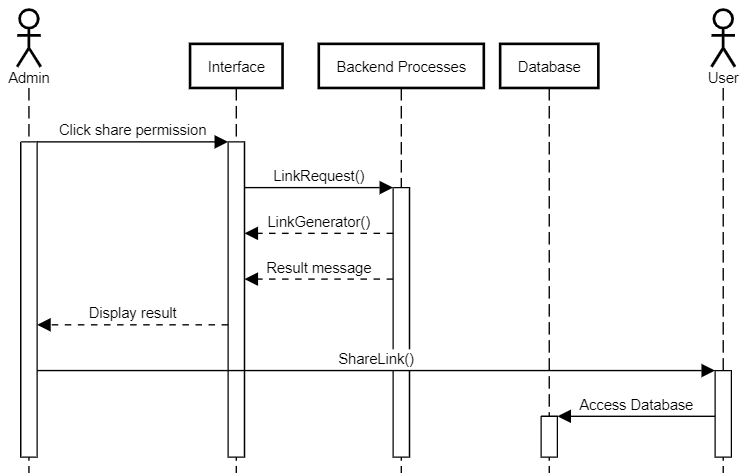 Admin
Interface
Backend Processes
Database
User
Click share permission
LinkRequest()
LinkGenerator()
Result message
Display result
ShareLink()
Access Database